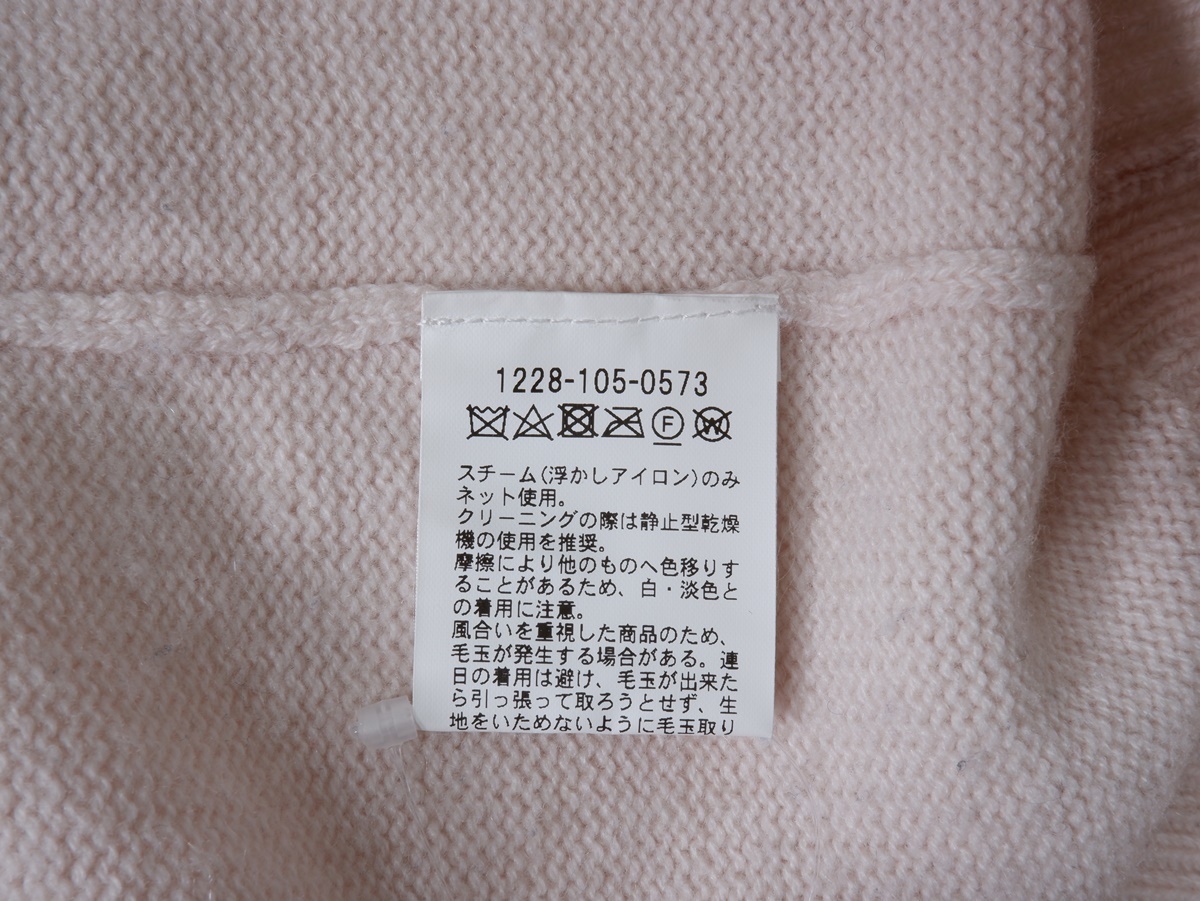 1228-105-0573
F W
スチーム(浮かしアイロン)のみ
ネット使用。
クリーニングの際は静止型乾燥
機の使用を推奨。
摩擦により他のものへ色移りす
ることがあるため、白・淡色と
の着用に注意。
風合いを重視した商品のため、
毛玉が発生する場合がある。連
日の着用は避け、毛玉が出来た
ら引っ張って取ろうとせず、生
地をいためないように毛玉取り